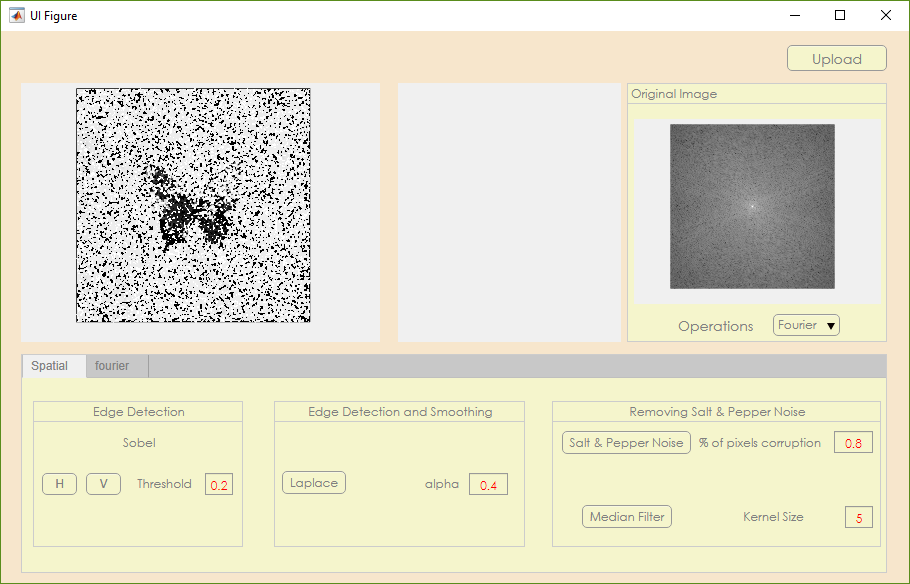 UI Figure
Upload
Original Image
Operations Fourier
Spatial fourier
Edge Detection
Sobel
H V Threshold 0.2
Edge Detection and Smoothing
Laplace alpha 0.4
Removing Salt & Pepper Noise
Salt & Pepper Noise % of pixels corruption 0.8
Median Filter Kernel Size 5